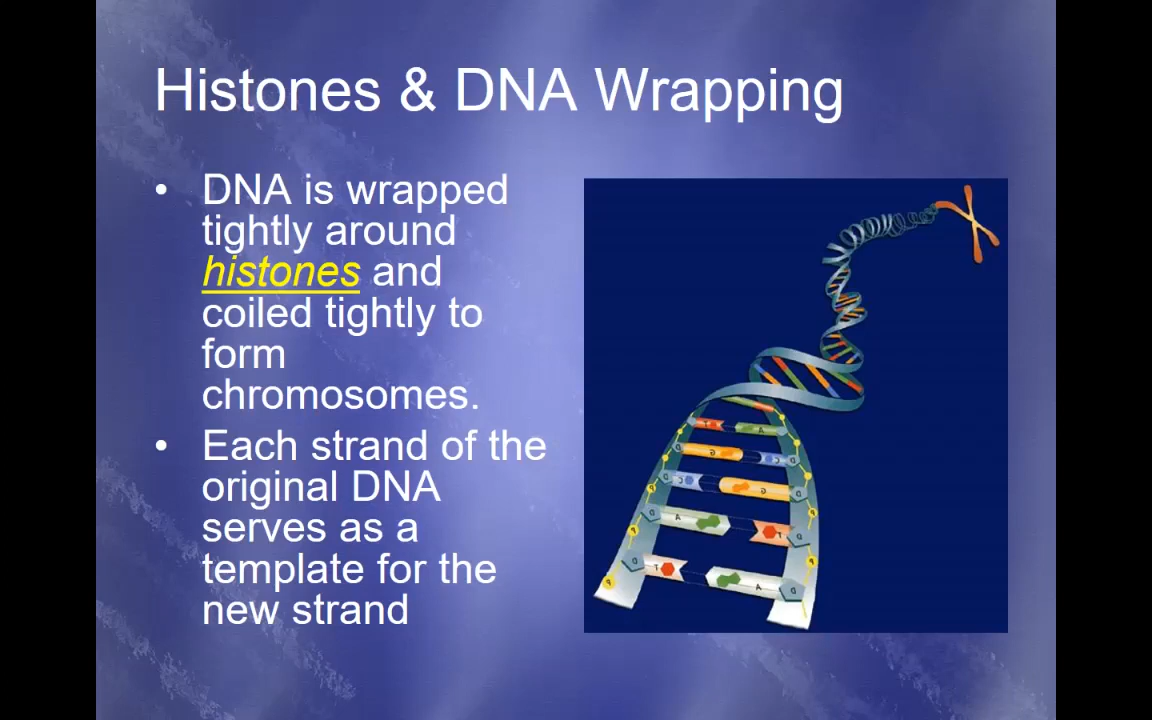 Histones & DNA Wrapping
• DNA is wrapped
tightly around
histones and
coiled tightly to
form
chromosomes.
• Each strand of the
original DNA
serves as a
template for the
new strand